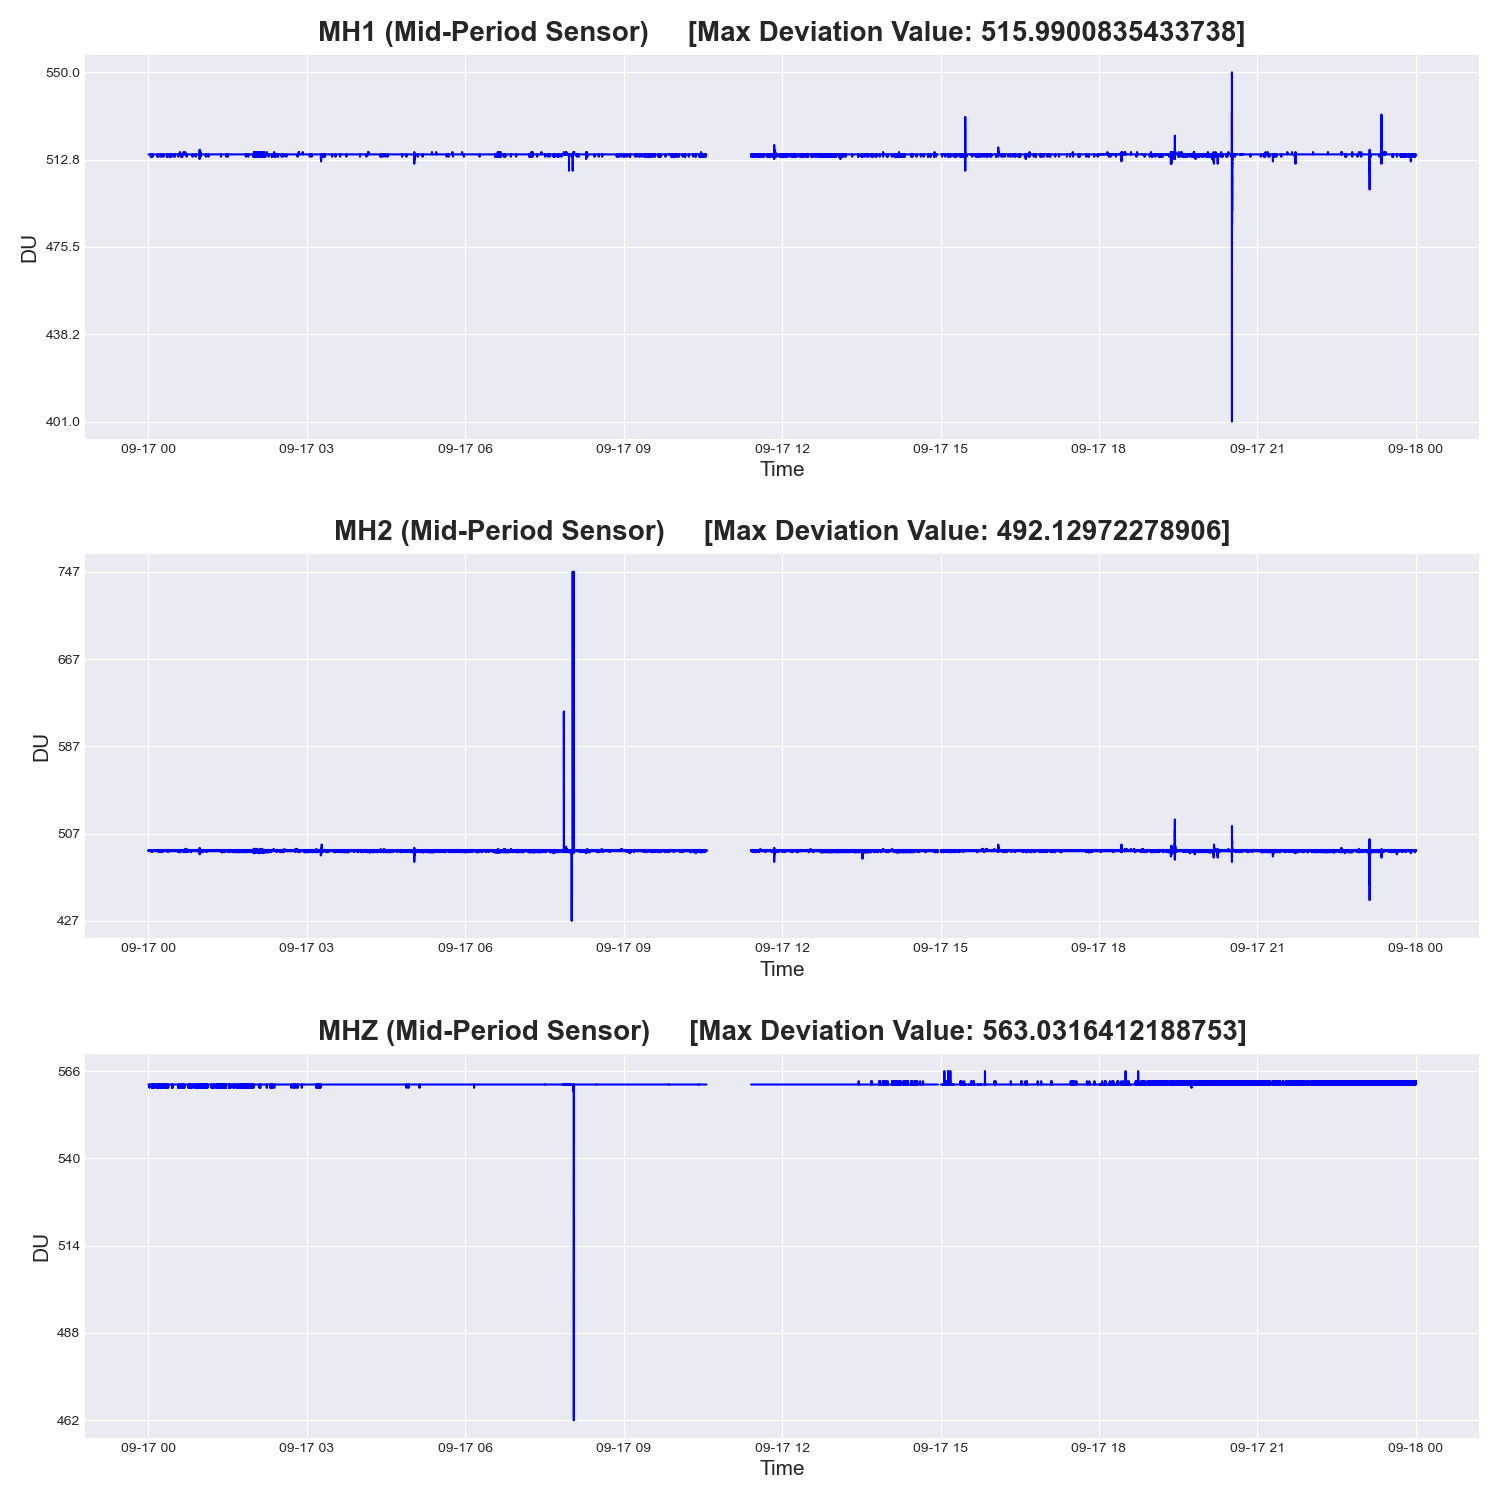 MH1 (Mid-Period Sensor) [Max Deviation Value: 515.9900835433738]
550.0
512.8
475.5
438.2
401.0
DU
09-17 00 09-17 03 09-17 06 09-17 09 09-17 12 09-17 15 09-17 18 09-17 21 09-18 00
Time
MH2 (Mid-Period Sensor) [Max Deviation Value: 492.12972278906]
747
667
587
507
427
DU
09-17 00 09-17 03 09-17 06 09-17 09 09-17 12 09-17 15 09-17 18 09-17 21 09-18 00
Time
MHZ (Mid-Period Sensor) [Max Deviation Value: 563.0316412188753]
566
540
514
488
462
DU
09-17 00 09-17 03 09-17 06 09-17 09 09-17 12 09-17 15 09-17 18 09-17 21 09-18 00
Time